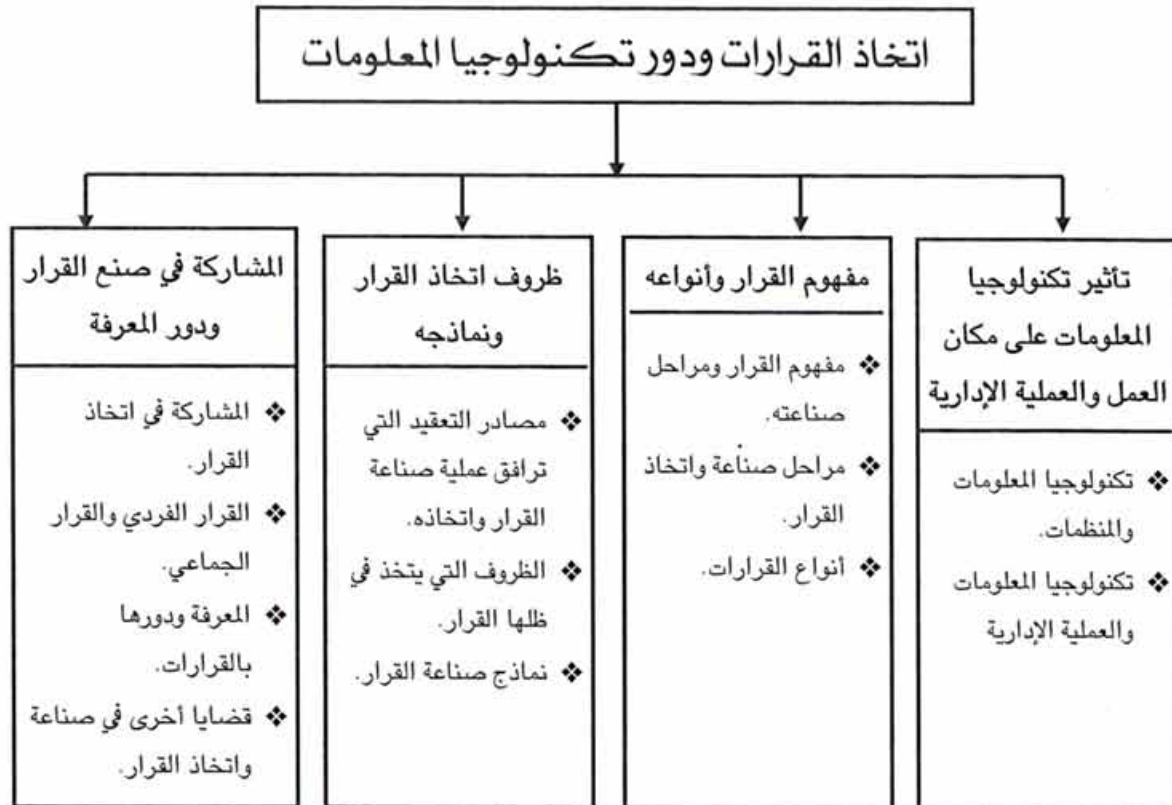 اتخاذ القرارات ودور تكنولوجيا المعلومات
تأثير تكنولوجيا
المعلومات على مكان
العمل والعملية الإدارية
❖ تكنولوجيا المعلومات
والمنظمات.
❖ تكنولوجيا المعلومات
والعملية الإدارية
مفهوم القرار وأنواعه
❖ مفهوم القرار ومراحل
صناعته.
❖ مراحل صناعة واتخاذ
القرار.
❖ أنواع القرارات.
ظروف اتخاذ القرار
ونماذجه
❖ مصادر التعقيد التي
ترافق عملية صناعة
القرار واتخاذه.
❖ الظروف التي يتخذ في
ظلها القرار.
❖ نماذج صناعة القرار.
المشاركة في صنع القرار
ودور المعرفة
❖ المشاركة في اتخاذ
القرار.
❖ القرار الفردي والقرار
الجماعي.
❖ المعرفة ودورها
بالقرارات.
❖ قضايا أخرى في صناعة
واتخاذ القرار.